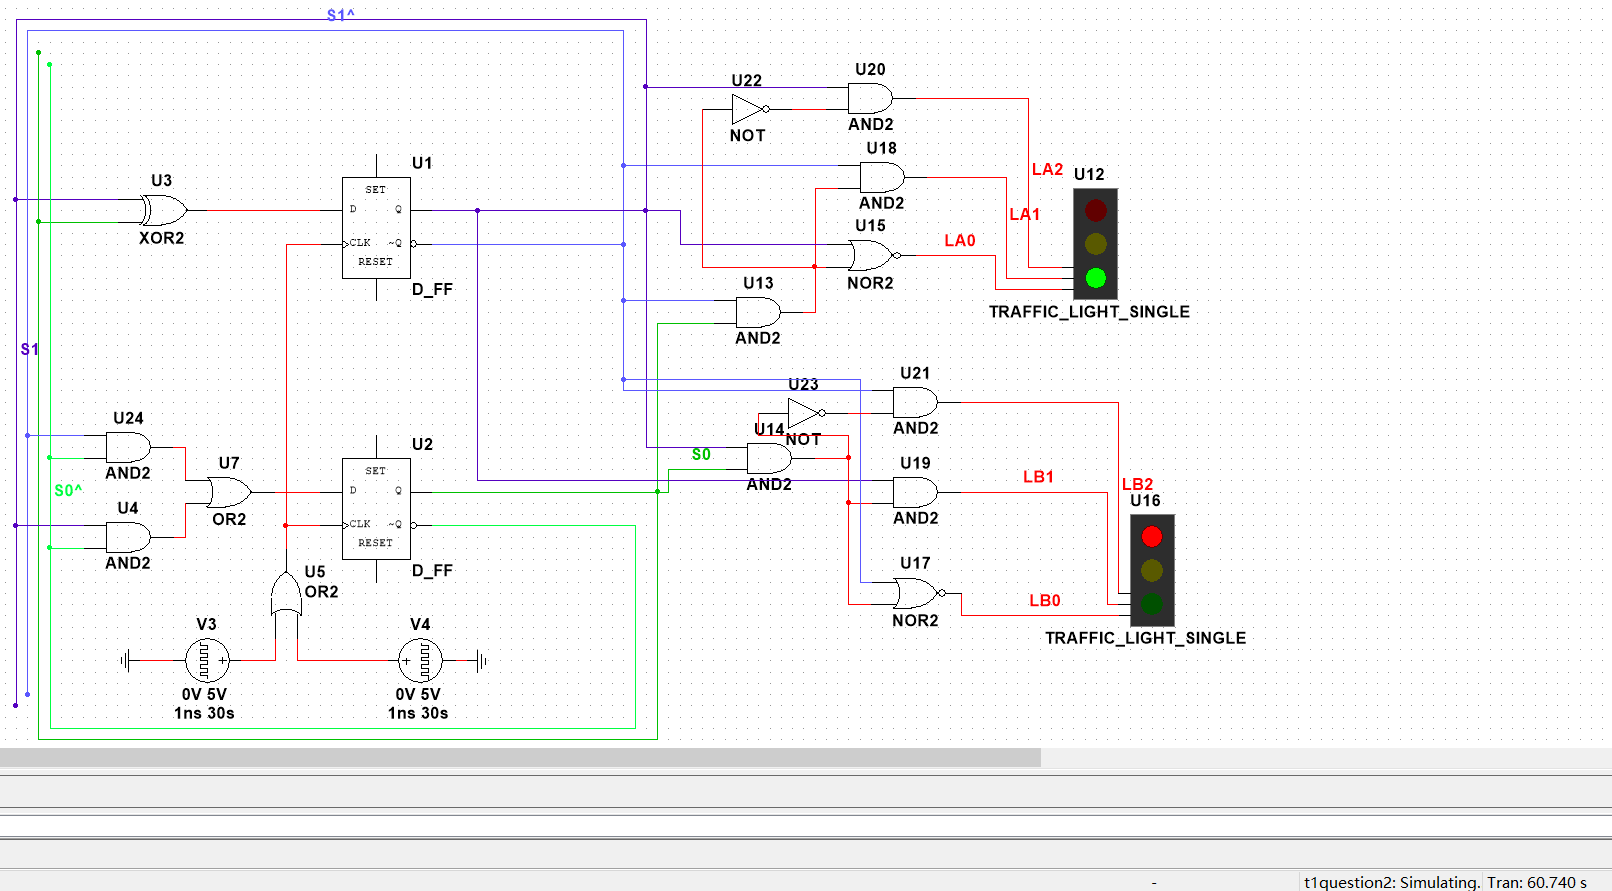 S1^
U20
U22
AND2
NOT
U18
U1
LA2
U12
U3
SET
AND2
D
Q
LA1
U15
XOR2
LA0
CLK
~Q
RESET
U13
NOR2
D_FF
TRAFFIC_LIGHT_SINGLE
AND2
S1
U21
U23
U24
AND2
U14
NOT
U2
S0
U7
SET
U19
AND2
LB1
AND2
LB2
S0^
D
Q
U16
U4
OR2
AND2
CLK
~Q
RESET
AND2
U17
U5
D_FF
OR2
LB0
V3
V4
NOR2
TRAFFIC_LIGHT_SINGLE
+
+
0V 5V
0V 5V
1ns 30s
1ns 30s
-
t1question2: Simulating.
Tran: 60.740 s